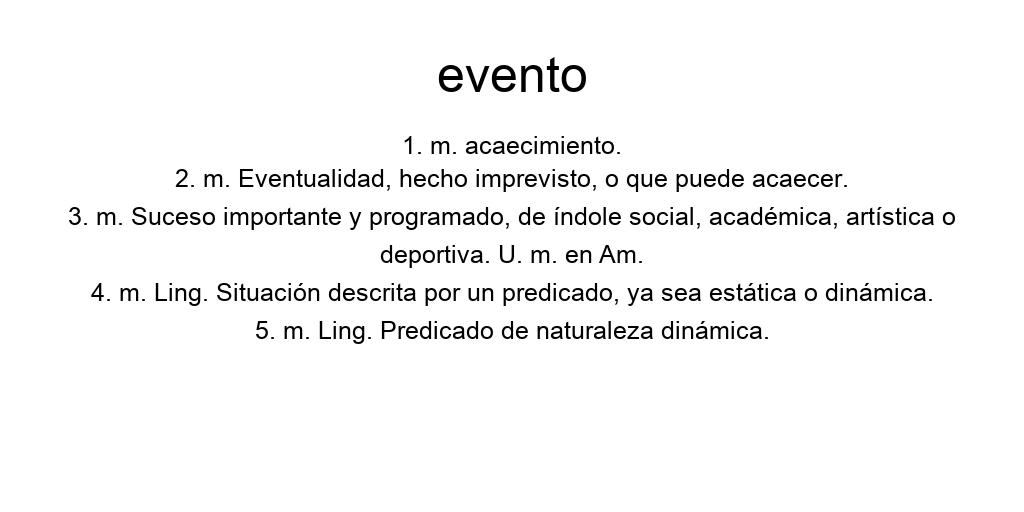 evento
1. m. acaecimiento.
2. m. Eventualidad, hecho imprevisto, o que puede acaecer.
3. m. Suceso importante y programado, de índole social, académica, artística o
deportiva. U. m. en Am.
4. m. Ling. Situación descrita por un predicado, ya sea estática o dinámica.
5. m. Ling. Predicado de naturaleza dinámica.